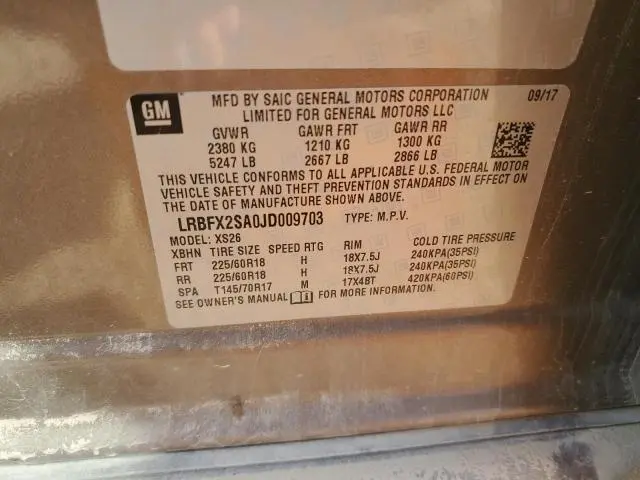 GM
MFD BY SAIC GENERAL MOTORS CORPORATION 09/17
LIMITED FOR GENERAL MOTORS LLC
GVWR GAWR FRT GAWR RR
2380 KG 1210 KG 1300 KG
5247 LB 2667 LB 2866 LB
THIS VEHICLE CONFORMS TO ALL APPLICABLE U.S. FEDERAL MOTOR
VEHICLE SAFETY AND THEFT PREVENTION STANDARDS IN EFFECT ON
THE DATE OF MANUFACTURE SHOWN ABOVE.
LRBFX2SA0JD009703 TYPE: M.P.V.
MODEL: XS26
XBHN TIRE SIZE SPEED RTG RIM COLD TIRE PRESSURE
FRT 225/60R18 H 18X7.5J 240KPA(35PSI)
RR 225/60R18 H 18X7.5J 240KPA(35PSI)
SPA T145/70R17 M 17X4BT 420KPA(60PSI)
SEE OWNER'S MANUAL FOR MORE INFORMATION.